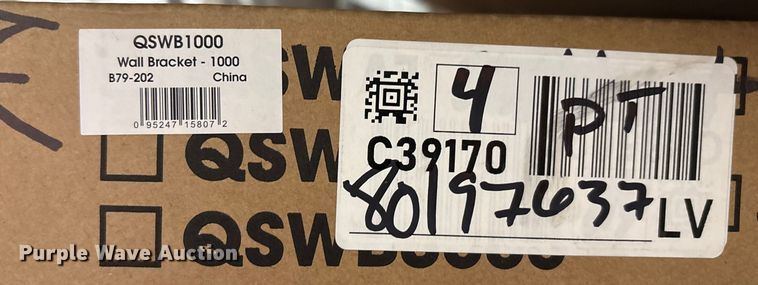 QSWB1000
Wall Bracket - 1000
B79-202 China
0 95247 15807 2
4
PT
C39170
80197637 LV
QSW
QSWB
Purple Wave Auction